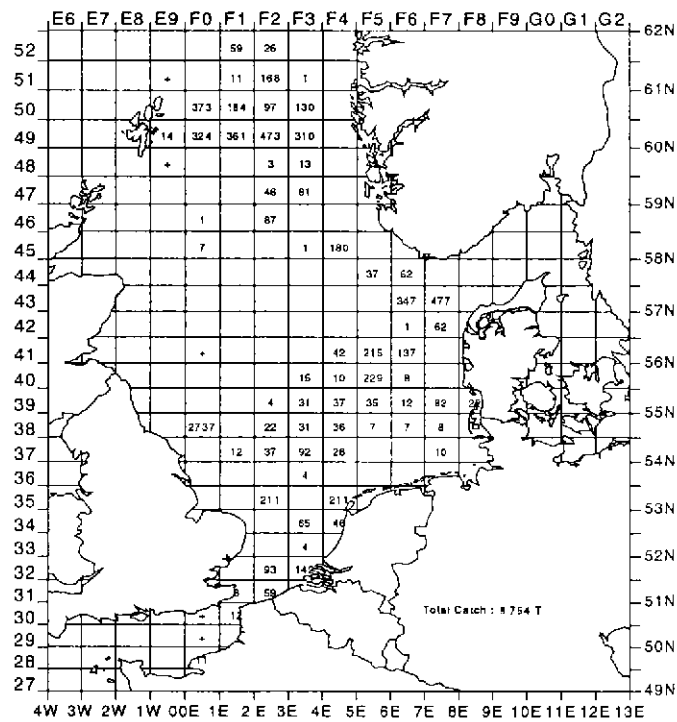 E6 E7 E8 E9 F0 F1 F2 F3 F4 F5 F6 F7 F8 F9 G0 G1 G2
62N
52 59 26
51 + 11 168 1 61N
50 373 184 97 130
49 14 324 361 473 310 60N
48 + 3 13
47 46 81 59N
46 1 87
45 7 1 180 58N
44 37 62
43 347 477 57N
42 1 62
41 + 42 215 137 56N
40 15 10 229 8
39 4 31 37 35 12 82 55N
38 2737 22 31 36 7 7 8
37 12 37 92 26 10 54N
36 4
35 211 211 53N
34 65 46
33 + 4 52N
32 93
31 59 51N
30 + Total Catch : 8 754 T
29 + 50N
28
27 49N
4W 3W 2W 1W 00E 1E 2E 3E 4E 5E 6E 7E 8E 9E 10E 11E 12E 13E